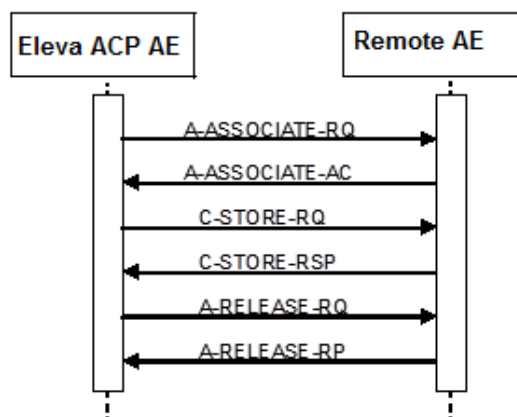 Eleva ACP AE
Remote AE
A-ASSOCIATE-RQ
A-ASSOCIATE-AC
C-STORE-RQ
C-STORE-RSP
A-RELEASE-RQ
A-RELEASE-RP